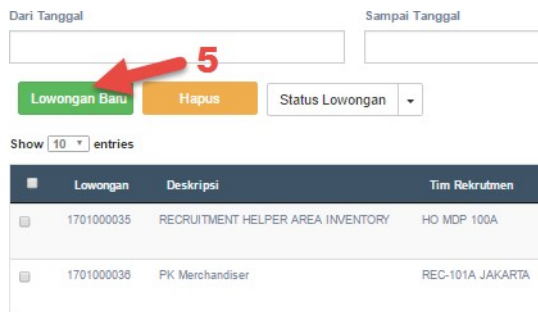 Dari Tanggal Sampai Tanggal
5
Lowongan Baru Hapus Status Lowongan
Show 10 entries
Lowongan Deskripsi Tim Rekrutmen
1701000035 RECRUITMENT HELPER AREA INVENTORY HO MDP 100A
1701000036 PK Merchandiser REC-101A JAKARTA